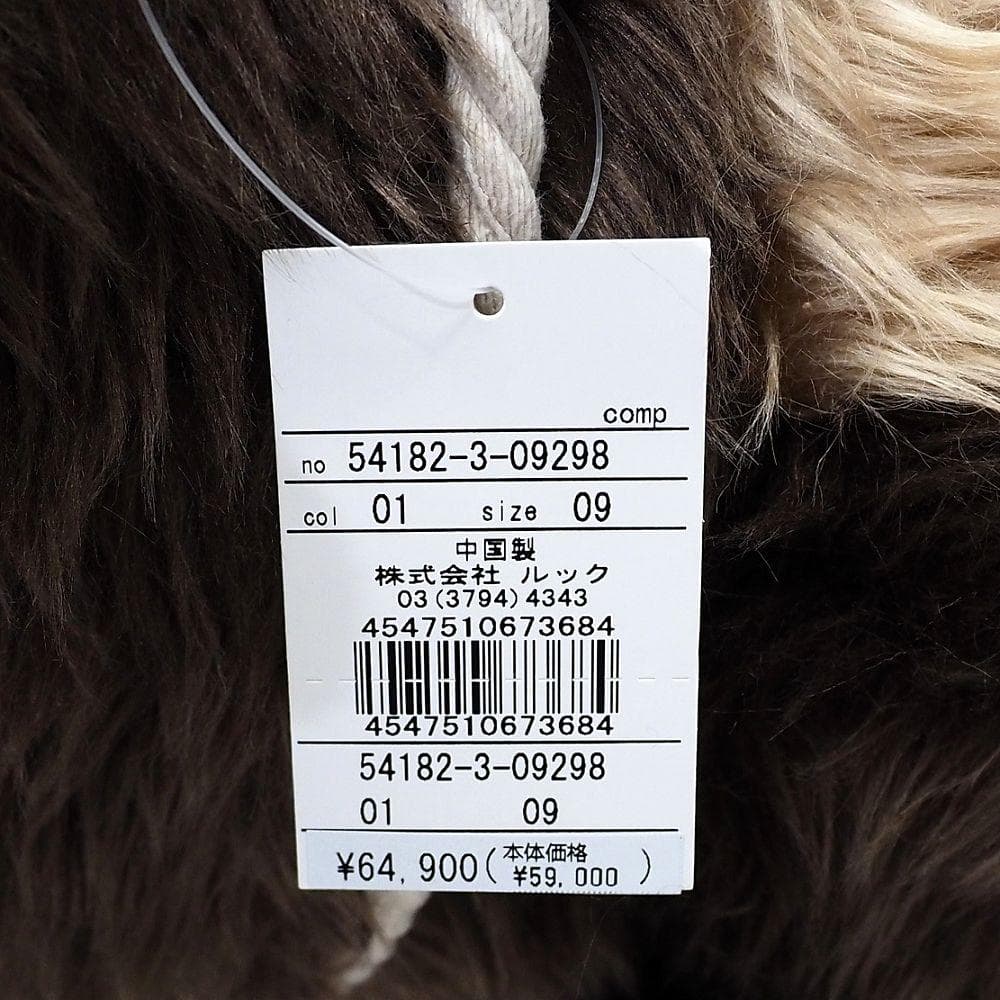 comp
no 54182-3-09298
col 01 size 09
中国製
株式会社 ルック
03(3794)4343
4547510673684
4547510673684
54182-3-09298
01 09
¥64,900(本体価格 ¥59,000)